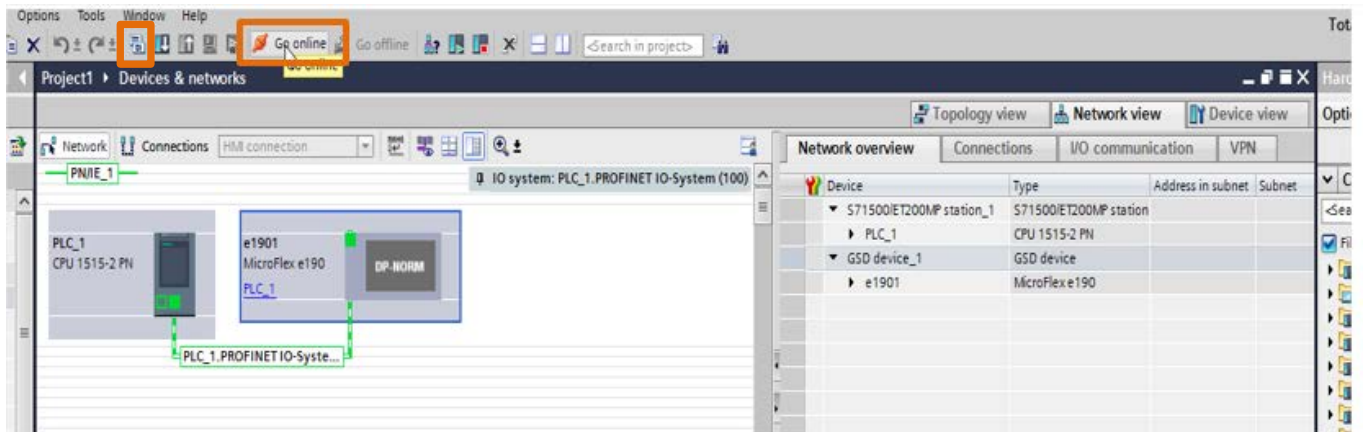 Options Tools Window Help
Tot
Go online Go offline <Search in project>
Go online
Project1 Devices & networks
Topology view Network view Device view
Opti
Network Connections HMI connection
Network overview Connections I/O communication VPN
PN/IE_1
IO system: PLC_1.PROFINET IO-System (100)
Device Type Address in subnet Subnet
S71500/ET200MP station_1 S71500/ET200MP station
PLC_1 CPU 1515-2 PN
GSD device_1 GSD device
e1901 MicroFlex e190
PLC_1
CPU 1515-2 PN
e1901
MicroFlex e190
PLC_1
DP-NORM
PLC_1.PROFINET IO-Syste...
C
<Sea
Fi